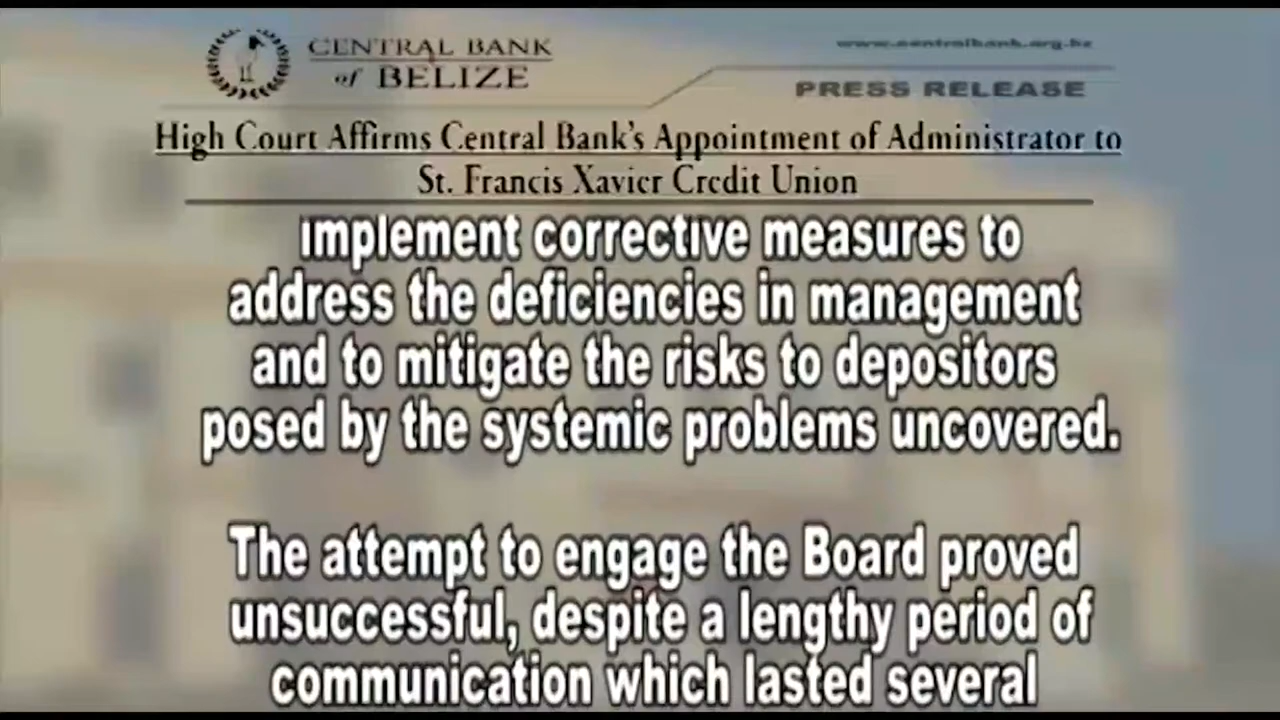 CENTRAL BANK
of BELIZE
www.centralbank.org.bz
PRESS RELEASE
High Court Affirms Central Bank's Appointment of Administrator to
St. Francis Xavier Credit Union
implement corrective measures to
address the deficiencies in management
and to mitigate the risks to depositors
posed by the systemic problems uncovered.
The attempt to engage the Board proved
unsuccessful, despite a lengthy period of
communication which lasted several